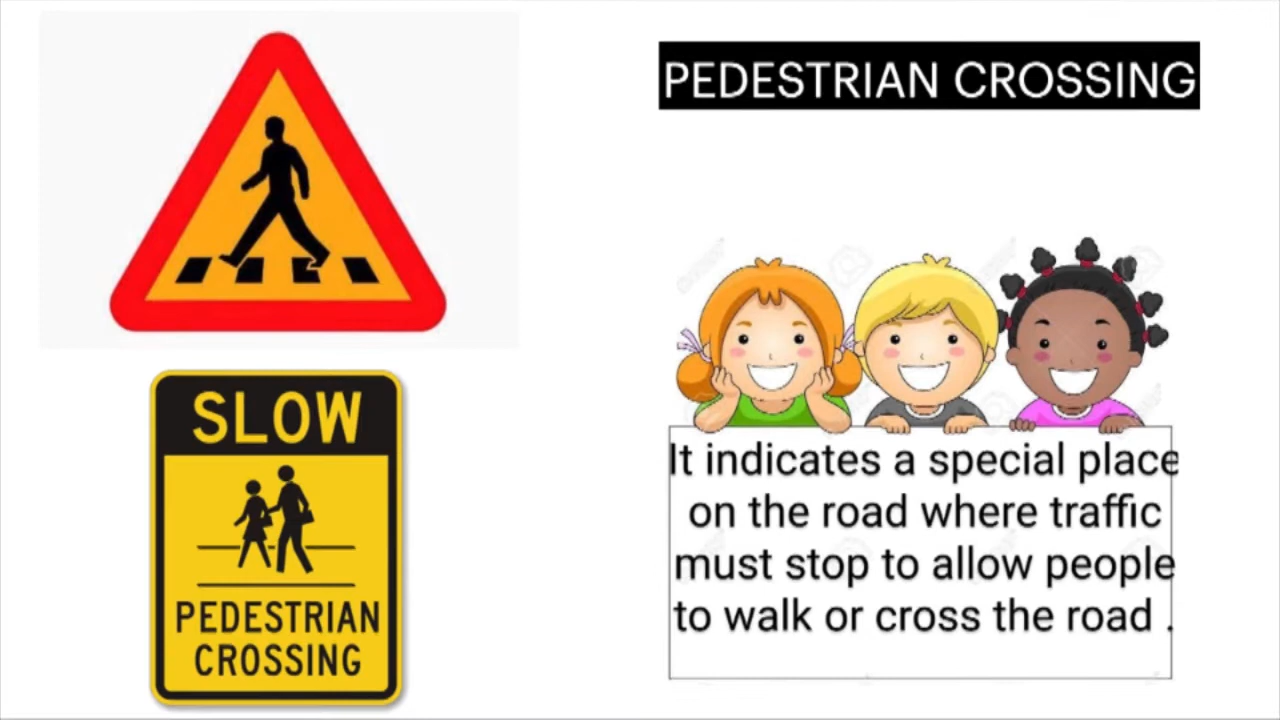 PEDESTRIAN CROSSING
SLOW
PEDESTRIAN
CROSSING
It indicates a special place
on the road where traffic
must stop to allow people
to walk or cross the road .